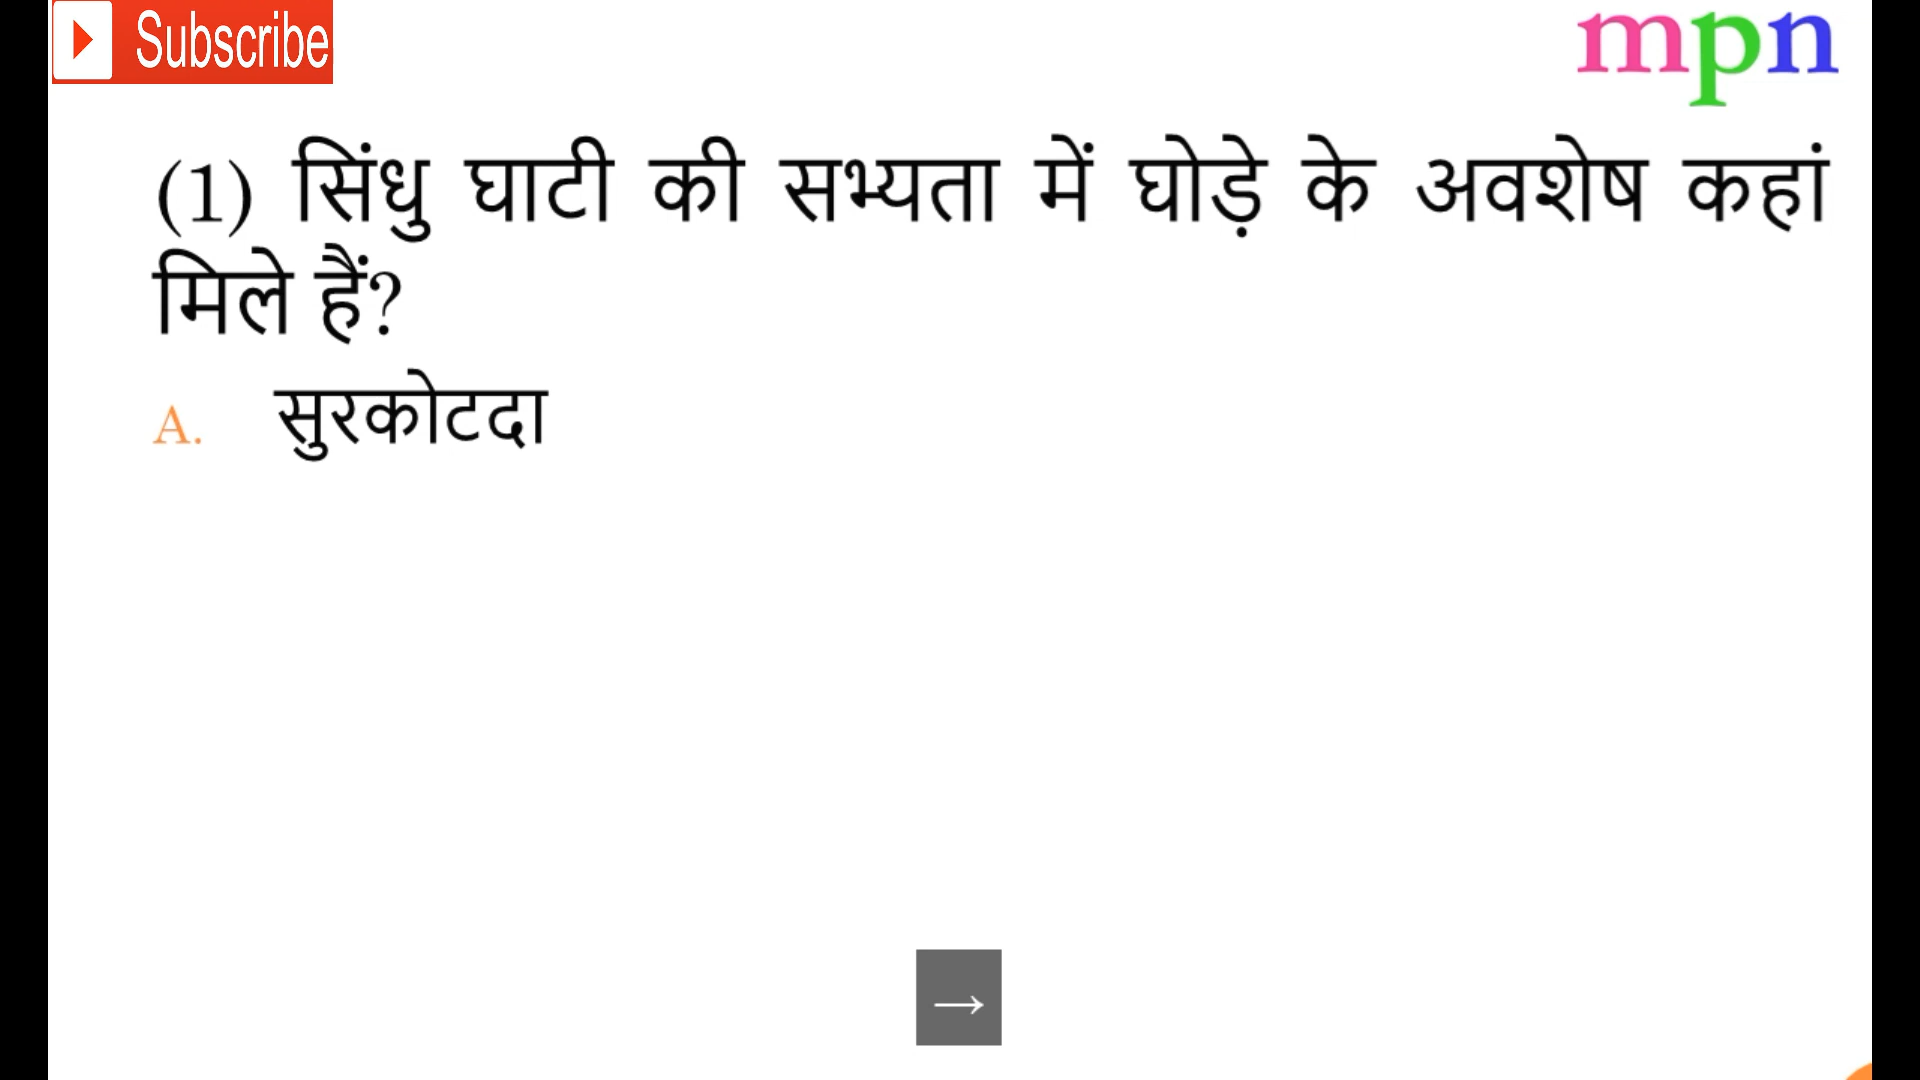 Subscribe
mpn
(1) सिंधु घाटी की सभ्यता में घोड़े के अवशेष कहां
मिले हैं?
A. सुरकोटदा
→